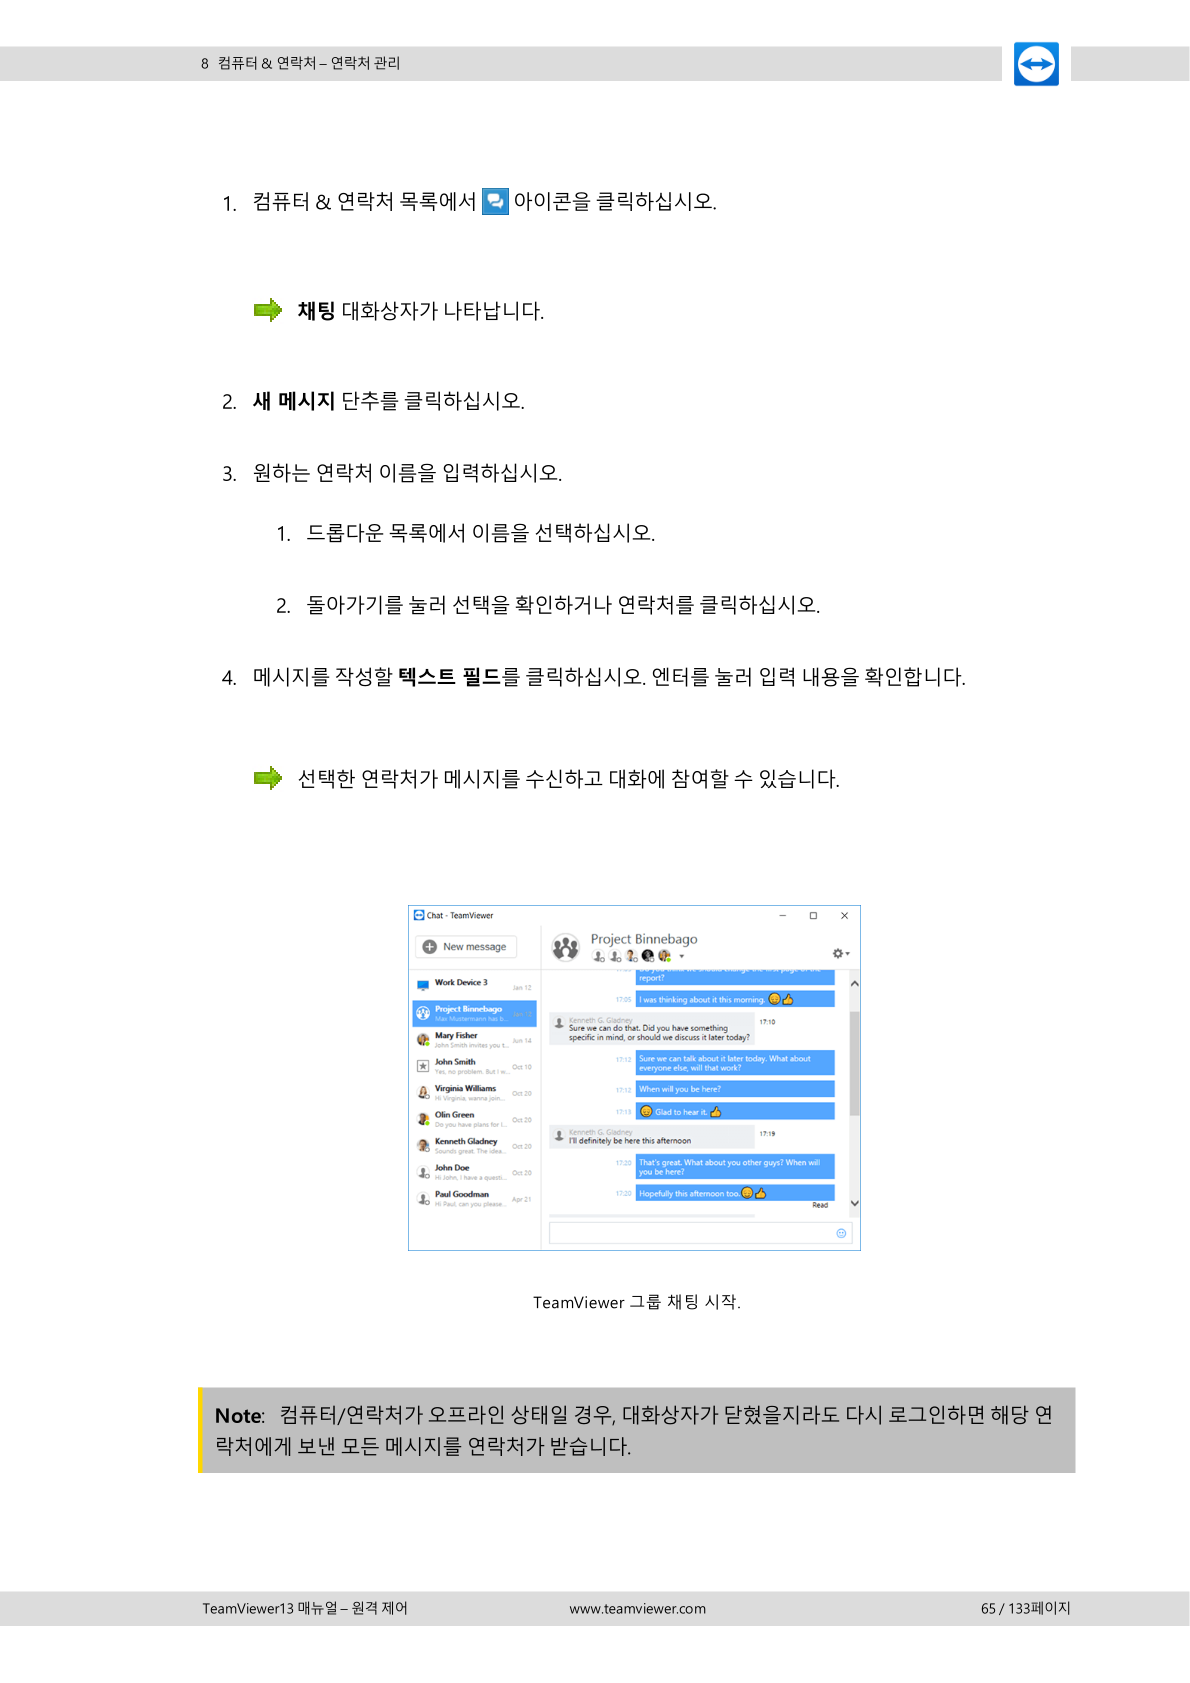 8 컴퓨터 & 연락처 – 연락처 관리
1. 컴퓨터 & 연락처 목록에서 아이콘을 클릭하십시오.
채팅 대화상자가 나타납니다.
2. 새 메시지 단추를 클릭하십시오.
3. 원하는 연락처 이름을 입력하십시오.
1. 드롭다운 목록에서 이름을 선택하십시오.
2. 돌아가기를 눌러 선택을 확인하거나 연락처를 클릭하십시오.
4. 메시지를 작성할 텍스트 필드를 클릭하십시오. 엔터를 눌러 입력 내용을 확인합니다.
선택한 연락처가 메시지를 수신하고 대화에 참여할 수 있습니다.
Chat - TeamViewer
New message
Work Device 3
Jan 12
Project Binnebago
Max Mustermann has b...
Mary Fisher
John Smith invites you t...
Jun 14
John Smith
Yes, no problem. But I w...
Oct 10
Virginia Williams
Hi Virginia, wanna join...
Oct 20
Olin Green
Do you have plans for l...
Oct 20
Kenneth Gladney
Sounds great. The idea...
Oct 20
John Doe
Hi John, I have a questi...
Oct 20
Paul Goodman
Hi Paul, can you please...
Apr 21
Project Binnebago
report?
17:05 I was thinking about it this morning.
Kenneth G. Gladney 17:10
Sure we can do that. Did you have something
specific in mind, or should we discuss it later today?
17:12 Sure we can talk about it later today. What about
everyone else, will that work?
17:12 When will you be here?
17:13 Glad to hear it.
Kenneth G. Gladney 17:19
I'll definitely be here this afternoon
17:20 That's great. What about you other guys? When will
you be here?
17:20 Hopefully this afternoon too.
Read
TeamViewer 그룹 채팅 시작.
Note: 컴퓨터/연락처가 오프라인 상태일 경우, 대화상자가 닫혔을지라도 다시 로그인하면 해당 연
락처에게 보낸 모든 메시지를 연락처가 받습니다.
TeamViewer13 매뉴얼 – 원격 제어 www.teamviewer.com 65 / 133페이지